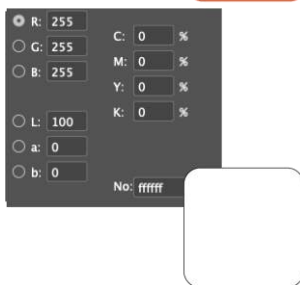 R: 255
G: 255
B: 255
L: 100
a: 0
b: 0
C: 0 %
M: 0 %
Y: 0 %
K: 0 %
No: ffffff